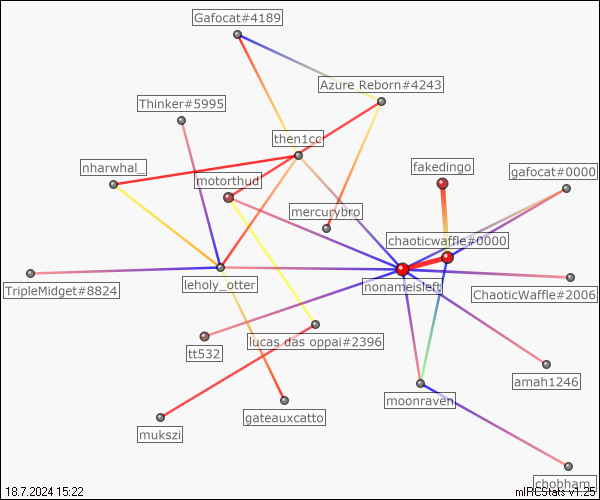 Gafocat#4189
Azure Reborn#4243
Thinker#5995
then1cc
nharwhal_
motorthud
fakedingo
gafocat#0000
mercurybro
chaoticwaffle#0000
TripleMidget#8824
leholy_otter
nonameisleft
ChaoticWaffle#2006
tt532
lucas das oppai#2396
amah1246
moonraven
gateauxcatto
mukszi
chobham_
18.7.2024 15:22
mIRCStats v1.25